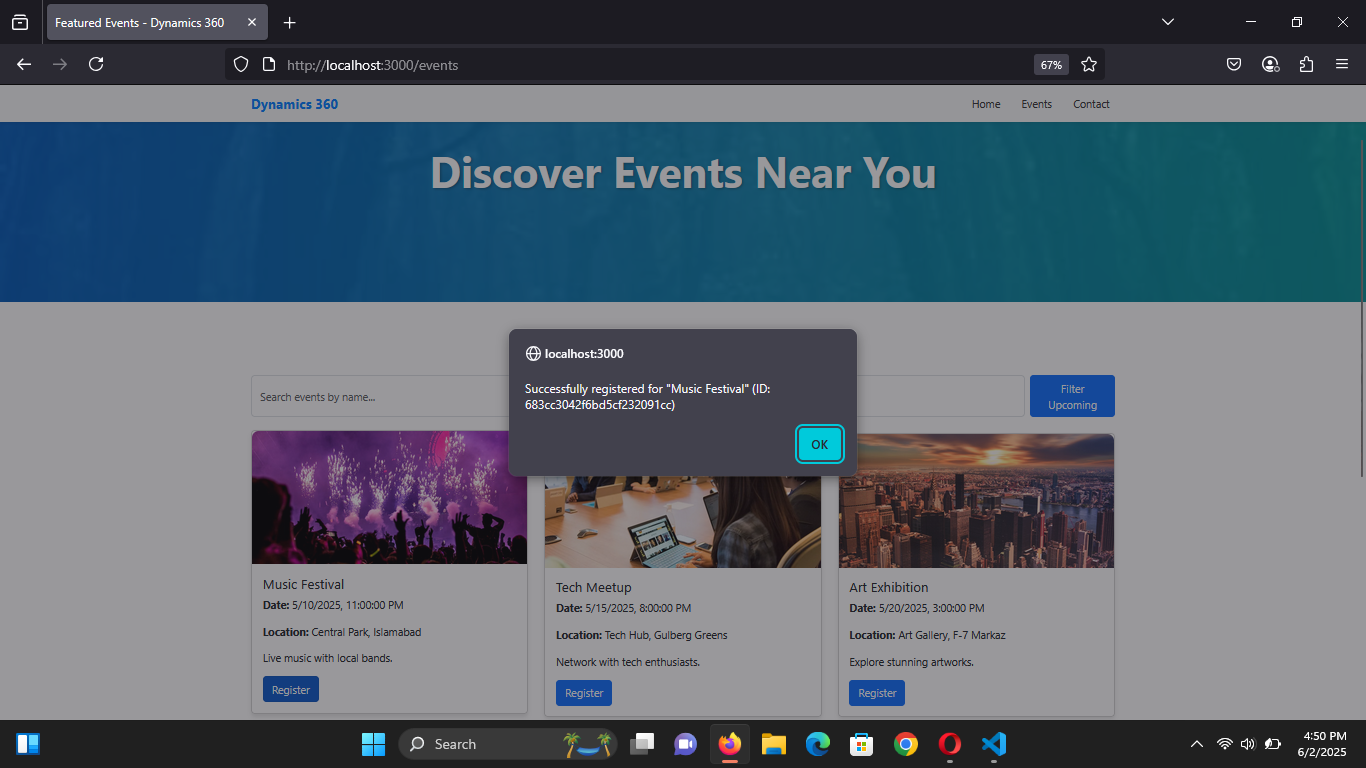 Featured Events - Dynamics 360
http://localhost:3000/events
67%
Dynamics 360
Home
Events
Contact
Discover Events Near You
localhost:3000
Successfully registered for "Music Festival" (ID:
683cc3042f6bd5cf232091cc)
OK
Search events by name...
Filter
Upcoming
Music Festival
Date: 5/10/2025, 11:00:00 PM
Location: Central Park, Islamabad
Live music with local bands.
Register
Tech Meetup
Date: 5/15/2025, 8:00:00 PM
Location: Tech Hub, Gulberg Greens
Network with tech enthusiasts.
Register
Art Exhibition
Date: 5/20/2025, 3:00:00 PM
Location: Art Gallery, F-7 Markaz
Explore stunning artworks.
Register
Search
4:50 PM
6/2/2025